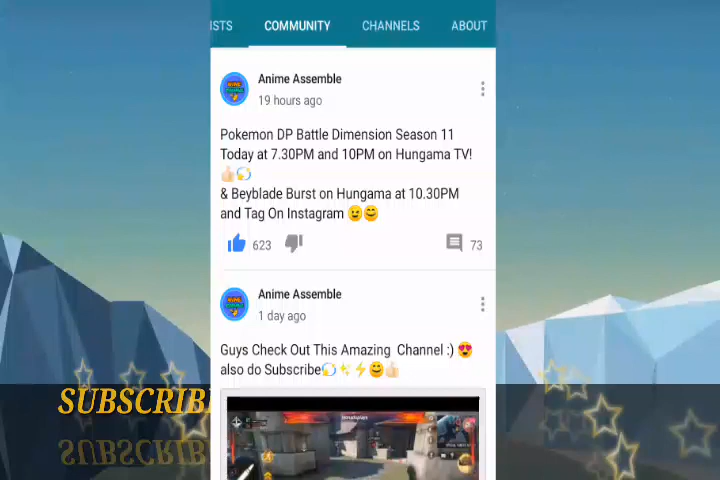 ISTS COMMUNITY CHANNELS ABOUT
Anime Assemble
19 hours ago
Pokemon DP Battle Dimension Season 11
Today at 7.30PM and 10PM on Hungama TV!
👍🏻💫
& Beyblade Burst on Hungama at 10.30PM
and Tag On Instagram 😉😊
623 73
Anime Assemble
1 day ago
Guys Check Out This Amazing Channel :) 😍
also do Subscribe💫✨⚡😊👍🏻
SUBSCRIB